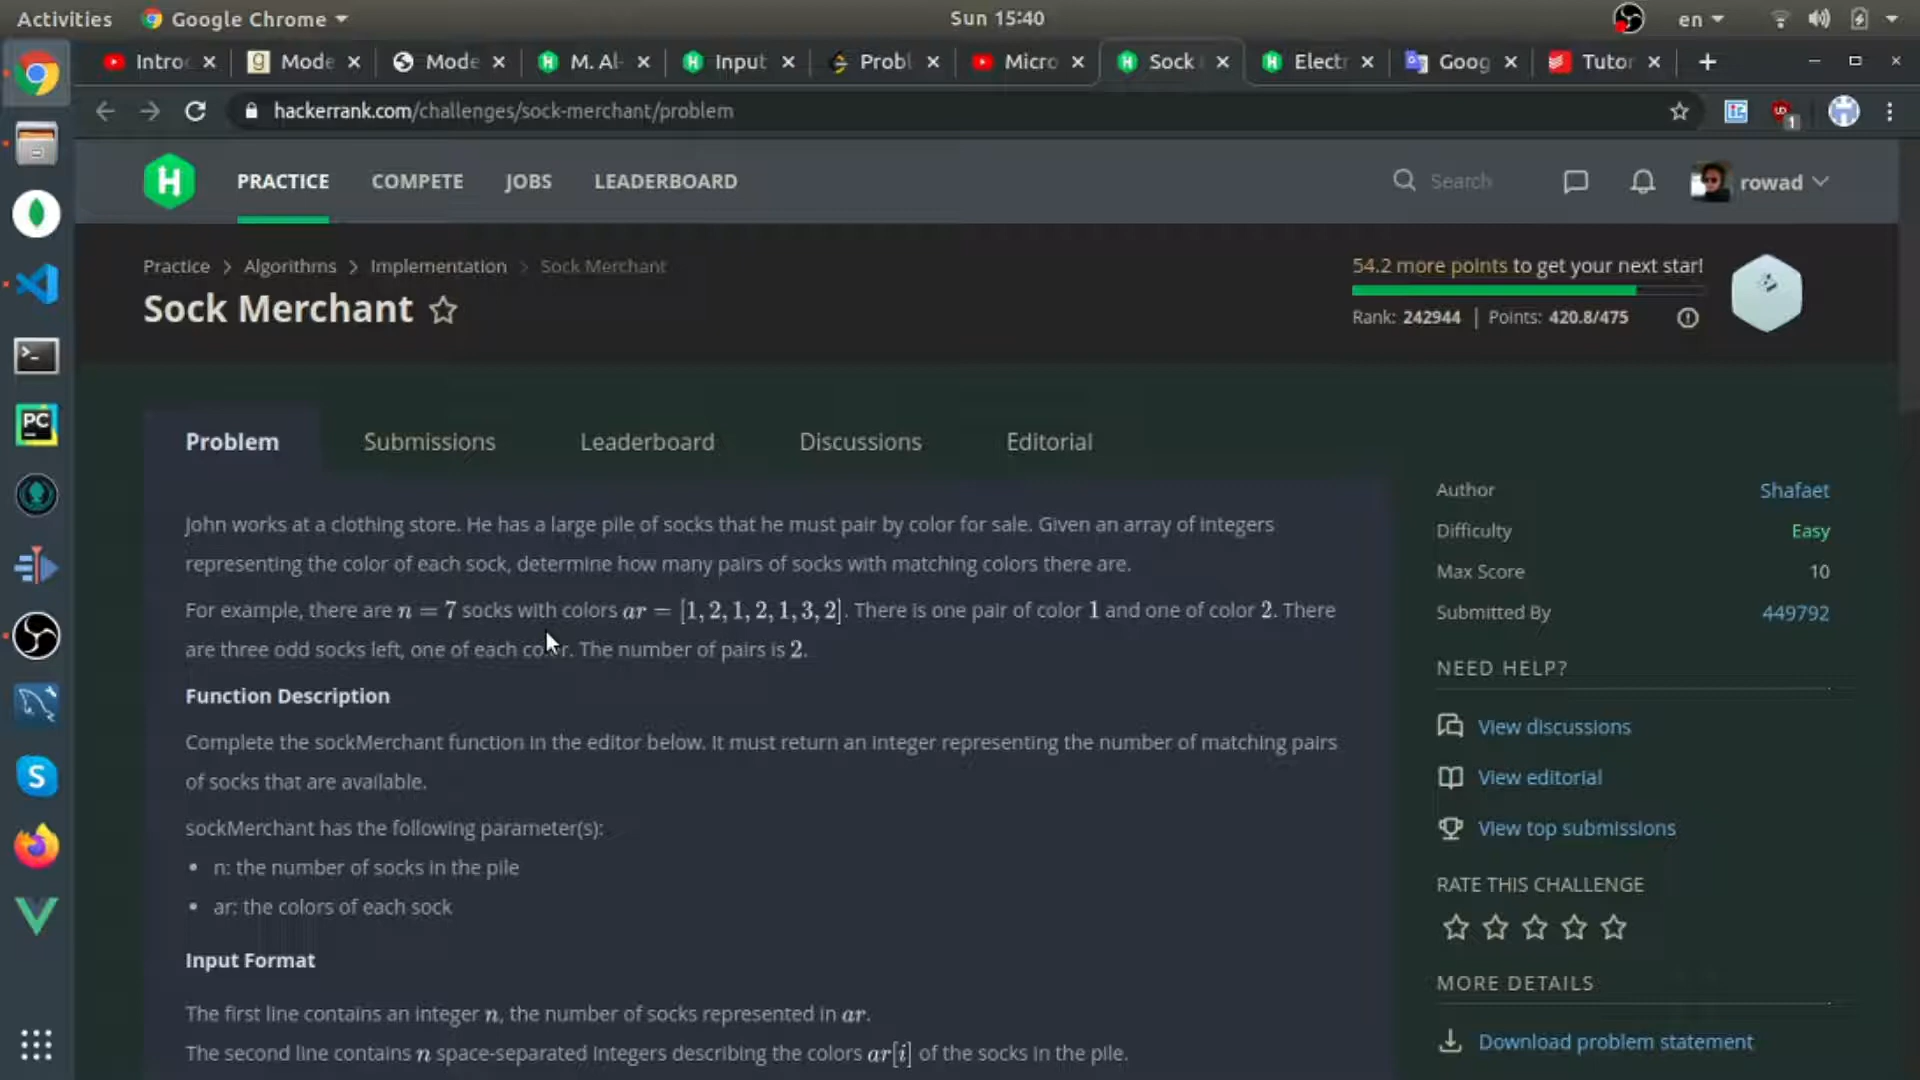 Activities Google Chrome Sun 15:40 en
Intro Mode Mode M. Al- Input Probl Micro Sock Electr Goog Tutor
hackerrank.com/challenges/sock-merchant/problem
1
H PRACTICE COMPETE JOBS LEADERBOARD Search rowad
Practice > Algorithms > Implementation > Sock Merchant
Sock Merchant
54.2 more points to get your next star!
Rank: 242944 | Points: 420.8/475
Problem Submissions Leaderboard Discussions Editorial
John works at a clothing store. He has a large pile of socks that he must pair by color for sale. Given an array of integers
representing the color of each sock, determine how many pairs of socks with matching colors there are.
For example, there are n = 7 socks with colors ar = [1, 2, 1, 2, 1, 3, 2]. There is one pair of color 1 and one of color 2. There
are three odd socks left, one of each color. The number of pairs is 2.
Function Description
Complete the sockMerchant function in the editor below. It must return an integer representing the number of matching pairs
of socks that are available.
sockMerchant has the following parameter(s):
• n: the number of socks in the pile
• ar: the colors of each sock
Input Format
The first line contains an integer n, the number of socks represented in ar.
The second line contains n space-separated integers describing the colors ar[i] of the socks in the pile.
Author Shafaet
Difficulty Easy
Max Score 10
Submitted By 449792
NEED HELP?
View discussions
View editorial
View top submissions
RATE THIS CHALLENGE
MORE DETAILS
Download problem statement
PC
S